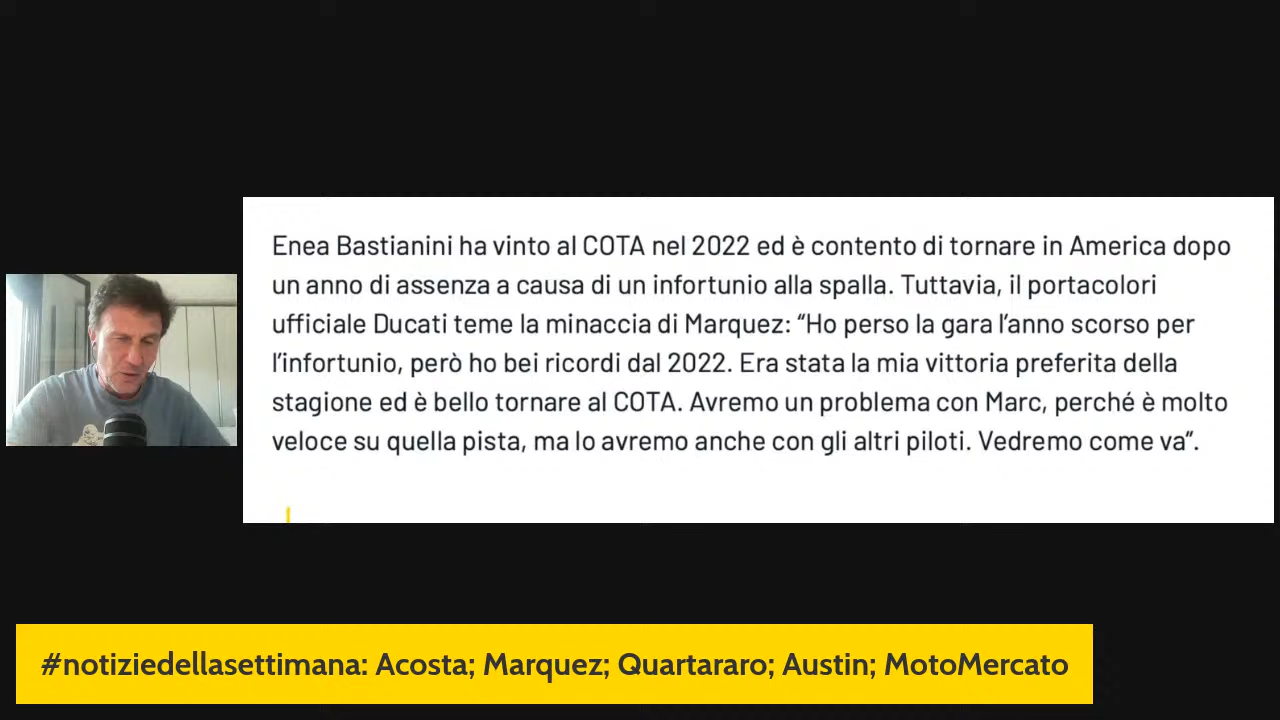 Enea Bastianini ha vinto al COTA nel 2022 ed è contento di tornare in America dopo
un anno di assenza a causa di un infortunio alla spalla. Tuttavia, il portacolori
ufficiale Ducati teme la minaccia di Marquez: “Ho perso la gara l’anno scorso per
l’infortunio, però ho bei ricordi dal 2022. Era stata la mia vittoria preferita della
stagione ed è bello tornare al COTA. Avremo un problema con Marc, perché è molto
veloce su quella pista, ma lo avremo anche con gli altri piloti. Vedremo come va”.
#notiziedellasettimana: Acosta; Marquez; Quartararo; Austin; MotoMercato